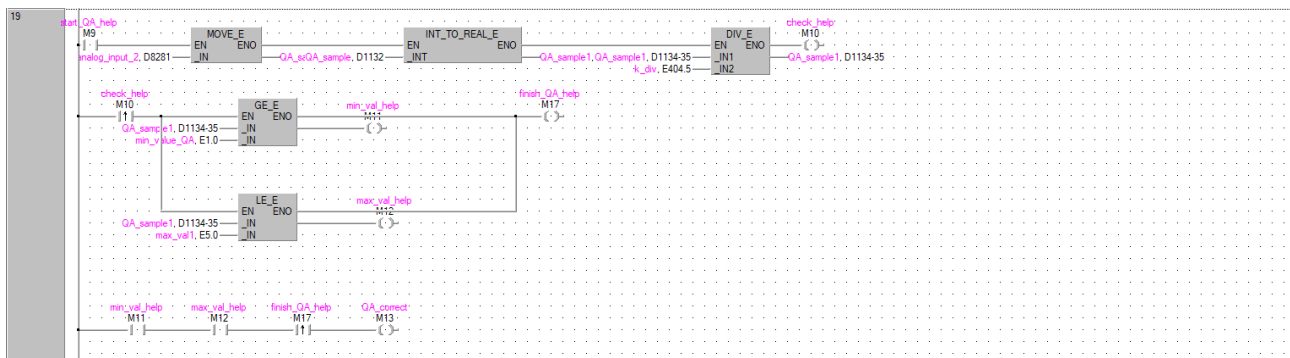 19
start_QA_help
M9
MOVE_E
EN ENO
analog_input_2, D8281 _IN
INT_TO_REAL_E
EN ENO
QA_sample, D1132 _INT
DIV_E
EN ENO
QA_sample1, QA_sample1, D1134-35 _IN1
k_div, E404.5 _IN2
check_help
M10
QA_sample1, D1134-35
check_help
M10
GE_E
EN ENO
QA_sample1, D1134-35 _IN
min_value_QA, E1.0 _IN
min_val_help
M11
finish_QA_help
M17
LE_E
EN ENO
QA_sample1, D1134-35 _IN
max_val1, E5.0 _IN
max_val_help
M12
min_val_help max_val_help finish_QA_help QA_correct
M11 M12 M17 M13